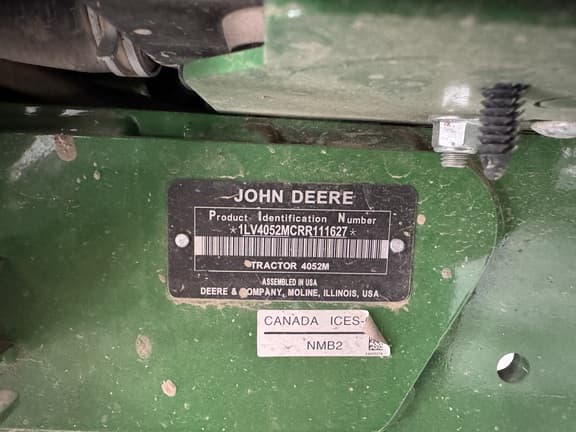 JOHN DEERE
Product Identification Number
*1LV4052MCRR111627*
TRACTOR 4052M
ASSEMBLED IN USA
DEERE & COMPANY, MOLINE, ILLINOIS, USA
CANADA ICES-
NMB2